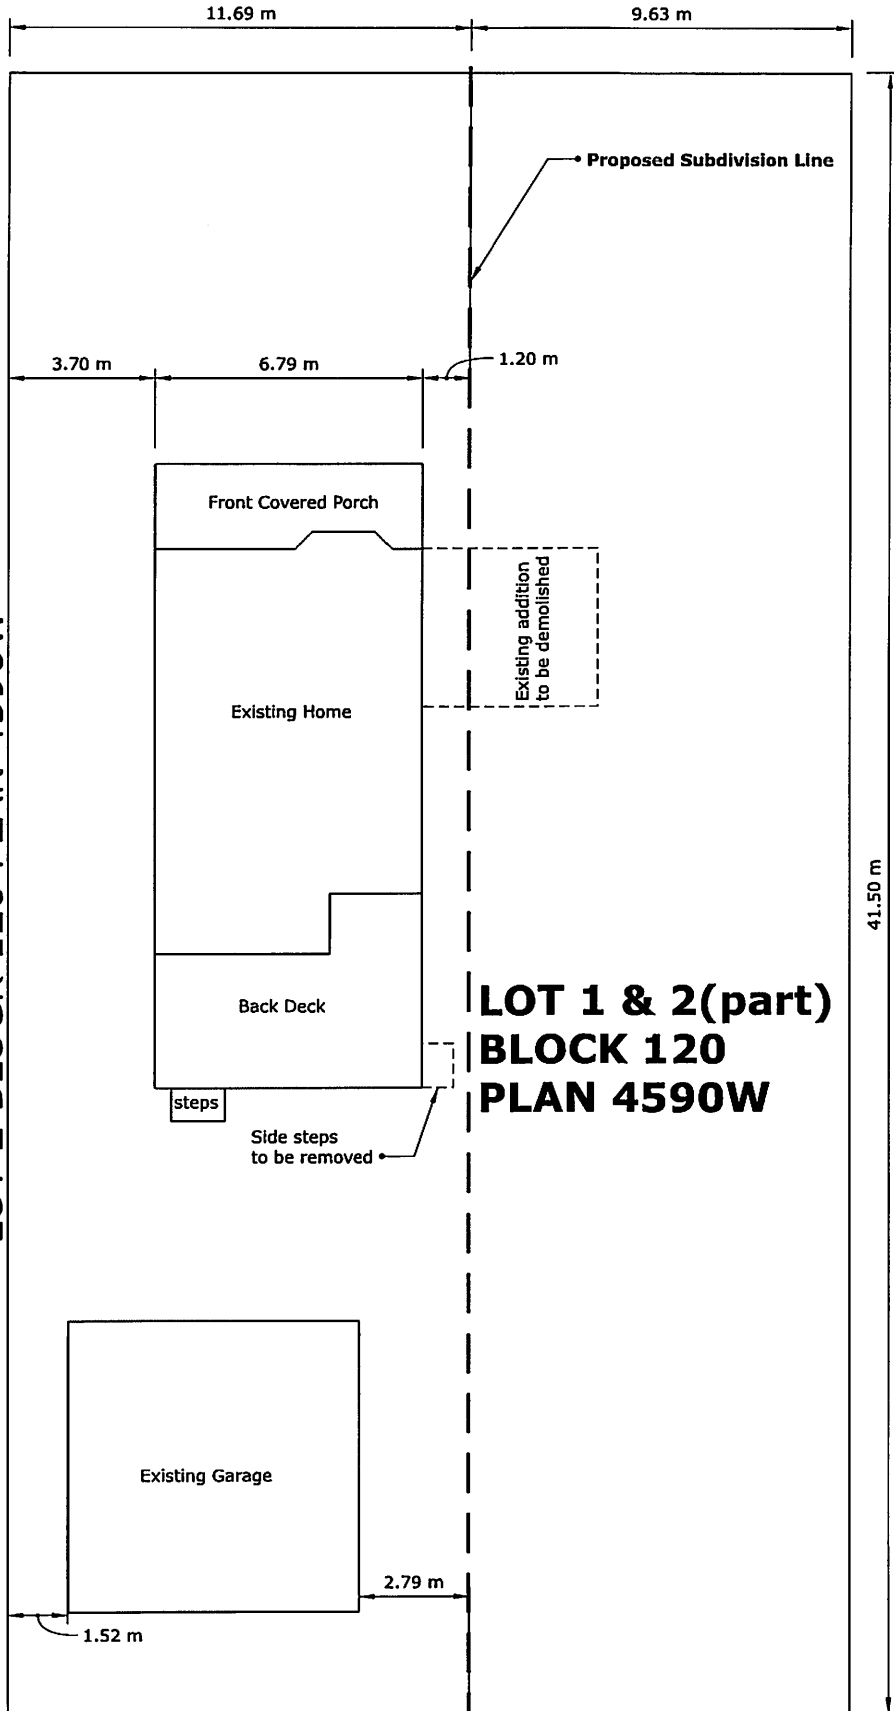 11.69 m
9.63 m
Proposed Subdivision Line
3.70 m
6.79 m
1.20 m
Front Covered Porch
Existing addition
to be demolished
Existing Home
41.50 m
Back Deck
LOT 1 & 2(part)
BLOCK 120
PLAN 4590W
steps
Side steps
to be removed
Existing Garage
2.79 m
1.52 m